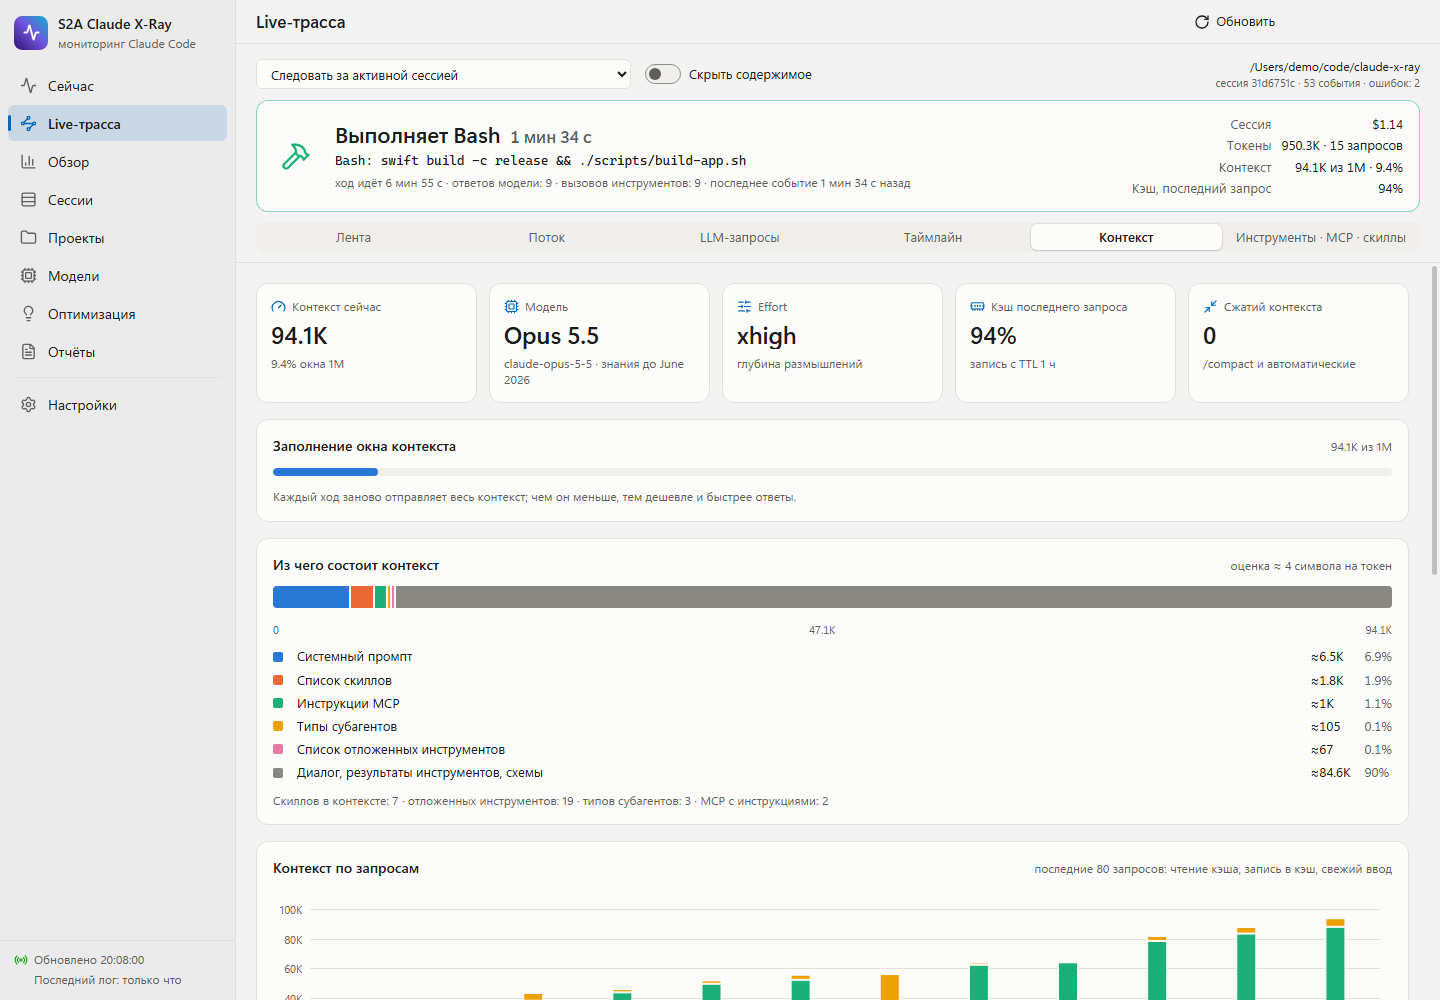 S2A Claude X-Ray
мониторинг Claude Code
Сейчас
Live-трасса
Обзор
Сессии
Проекты
Модели
Оптимизация
Отчёты
Настройки
Обновлено 20:08:00
Последний лог: только что
Live-трасса
Обновить
Следовать за активной сессией
Скрыть содержимое
/Users/demo/code/claude-x-ray
сессия 31d6751c · 53 события · ошибок: 2
Выполняет Bash 1 мин 34 с
Bash: swift build -c release && ./scripts/build-app.sh
ход идёт 6 мин 55 с · ответов модели: 9 · вызовов инструментов: 9 · последнее событие 1 мин 34 с назад
Сессия $1.14
Токены 950.3K · 15 запросов
Контекст 94.1K из 1M · 9.4%
Кэш, последний запрос 94%
Лента
Поток
LLM-запросы
Таймлайн
Контекст
Инструменты · MCP · скиллы
Контекст сейчас
94.1K
9.4% окна 1M
Модель
Opus 5.5
claude-opus-5-5 · знания до June
2026
Effort
xhigh
глубина размышлений
Кэш последнего запроса
94%
запись с TTL 1 ч
Сжатий контекста
0
/compact и автоматические
Заполнение окна контекста
94.1K из 1M
Каждый ход заново отправляет весь контекст; чем он меньше, тем дешевле и быстрее ответы.
Из чего состоит контекст
оценка ≈ 4 символа на токен
0
47.1K
94.1K
Системный промпт ≈6.5K 6.9%
Список скиллов ≈1.8K 1.9%
Инструкции MCP ≈1K 1.1%
Типы субагентов ≈105 0.1%
Список отложенных инструментов ≈67 0.1%
Диалог, результаты инструментов, схемы ≈84.6K 90%
Скиллов в контексте: 7 · отложенных инструментов: 19 · типов субагентов: 3 · MCP с инструкциями: 2
Контекст по запросам
последние 80 запросов: чтение кэша, запись в кэш, свежий ввод
100K
80K
60K
40K